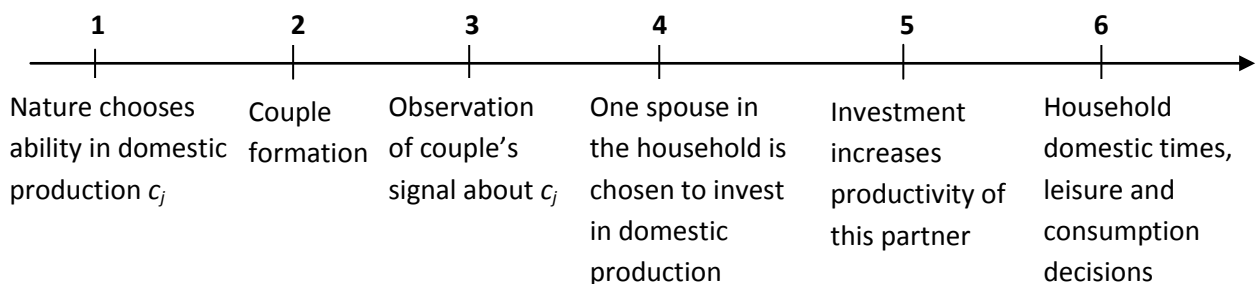 1
2
3
4
5
6
Nature chooses
ability in domestic
production cj
Couple
formation
Observation
of couple's
signal about cj
One spouse in
the household is
chosen to invest
in domestic
production
Investment
increases
productivity of
this partner
Household
domestic times,
leisure and
consumption
decisions